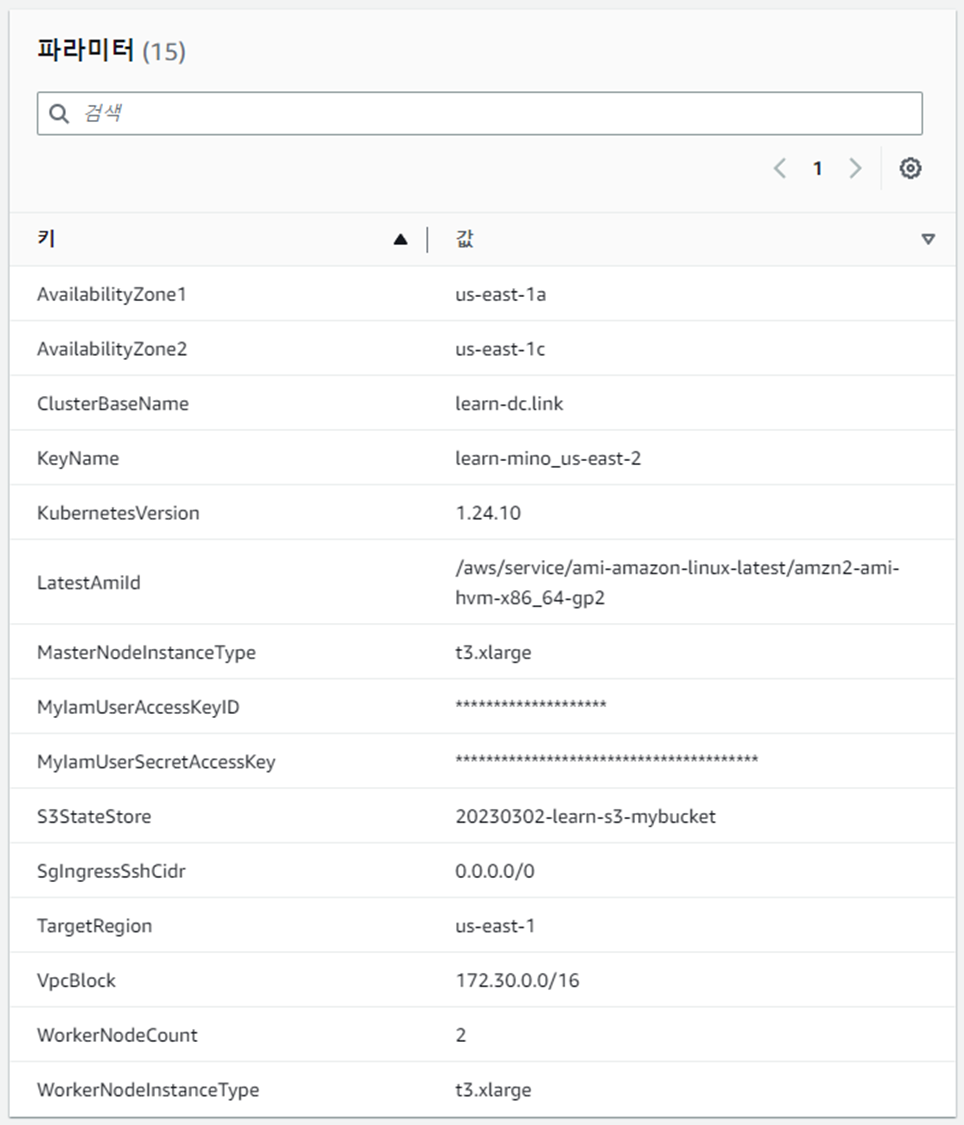 파라미터 (15)
검색
1
키 값
AvailabilityZone1 us-east-1a
AvailabilityZone2 us-east-1c
ClusterBaseName learn-dc.link
KeyName learn-mino_us-east-2
KubernetesVersion 1.24.10
LatestAmiId /aws/service/ami-amazon-linux-latest/amzn2-ami-
hvm-x86_64-gp2
MasterNodeInstanceType t3.xlarge
MyIamUserAccessKeyID ********************
MyIamUserSecretAccessKey ****************************************
S3StateStore 20230302-learn-s3-mybucket
SgIngressSshCidr 0.0.0.0/0
TargetRegion us-east-1
VpcBlock 172.30.0.0/16
WorkerNodeCount 2
WorkerNodeInstanceType t3.xlarge